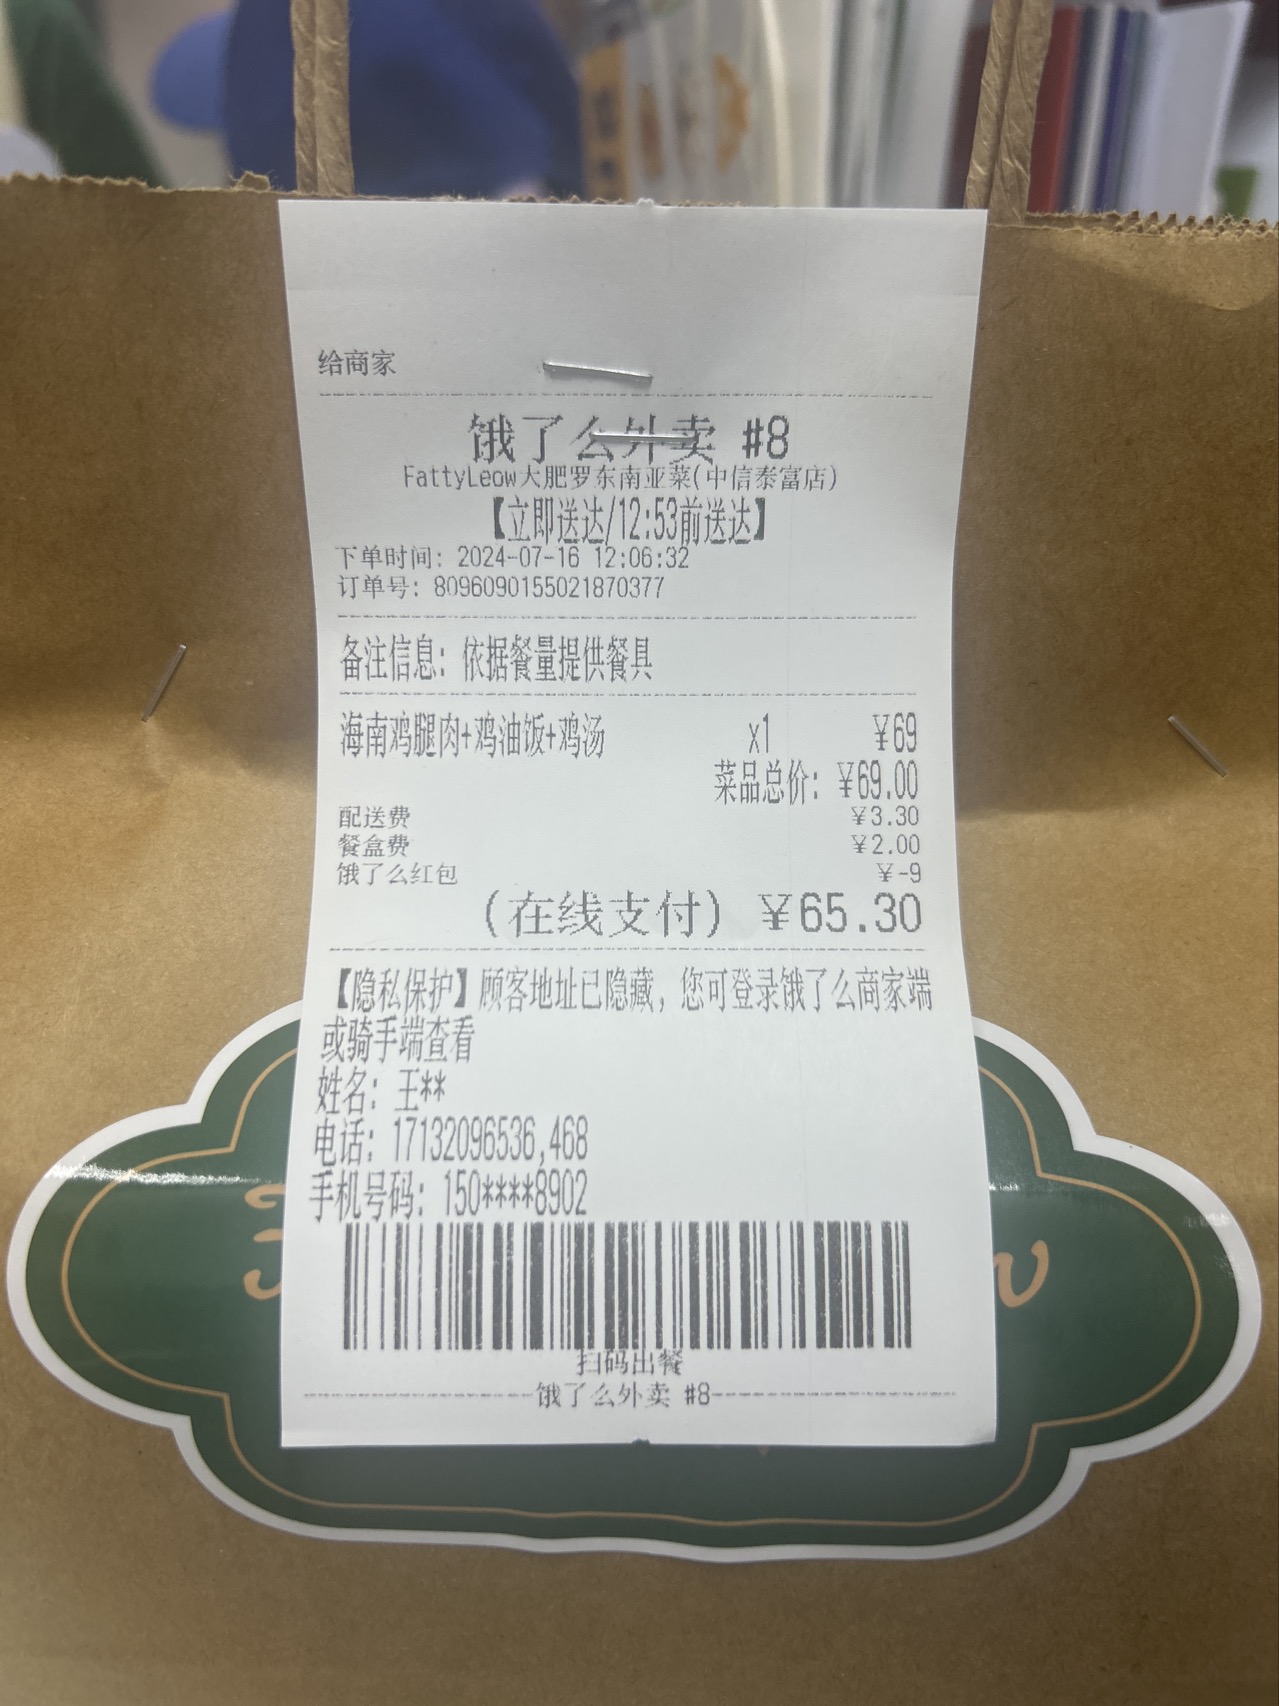 给商家
饿了么外卖 #8
FattyLeow大肥罗东南亚菜(中信泰富店)
【立即送达/12:53前送达】
下单时间: 2024-07-16 12:06:32
订单号: 8096090155021870377
备注信息: 依据餐量提供餐具
海南鸡腿肉+鸡油饭+鸡汤 x1 ¥69
菜品总价: ¥69.00
配送费 ¥3.30
餐盒费 ¥2.00
饿了么红包 ¥-9
(在线支付) ¥65.30
【隐私保护】顾客地址已隐藏, 您可登录饿了么商家端
或骑手端查看
姓名: 王**
电话: 17132096536,468
手机号码: 150****8902
扫码出餐
饿了么外卖 #8